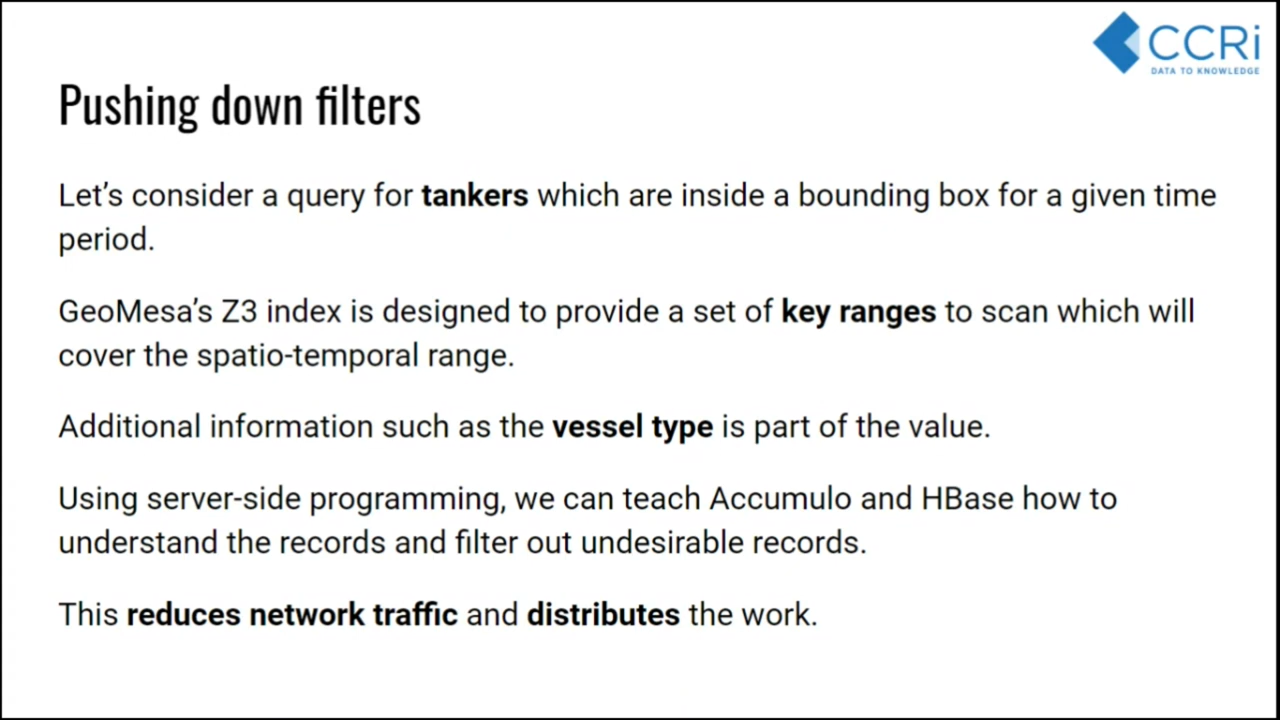 CCRi
DATA TO KNOWLEDGE
Pushing down filters
Let’s consider a query for tankers which are inside a bounding box for a given time
period.
GeoMesa’s Z3 index is designed to provide a set of key ranges to scan which will
cover the spatio-temporal range.
Additional information such as the vessel type is part of the value.
Using server-side programming, we can teach Accumulo and HBase how to
understand the records and filter out undesirable records.
This reduces network traffic and distributes the work.